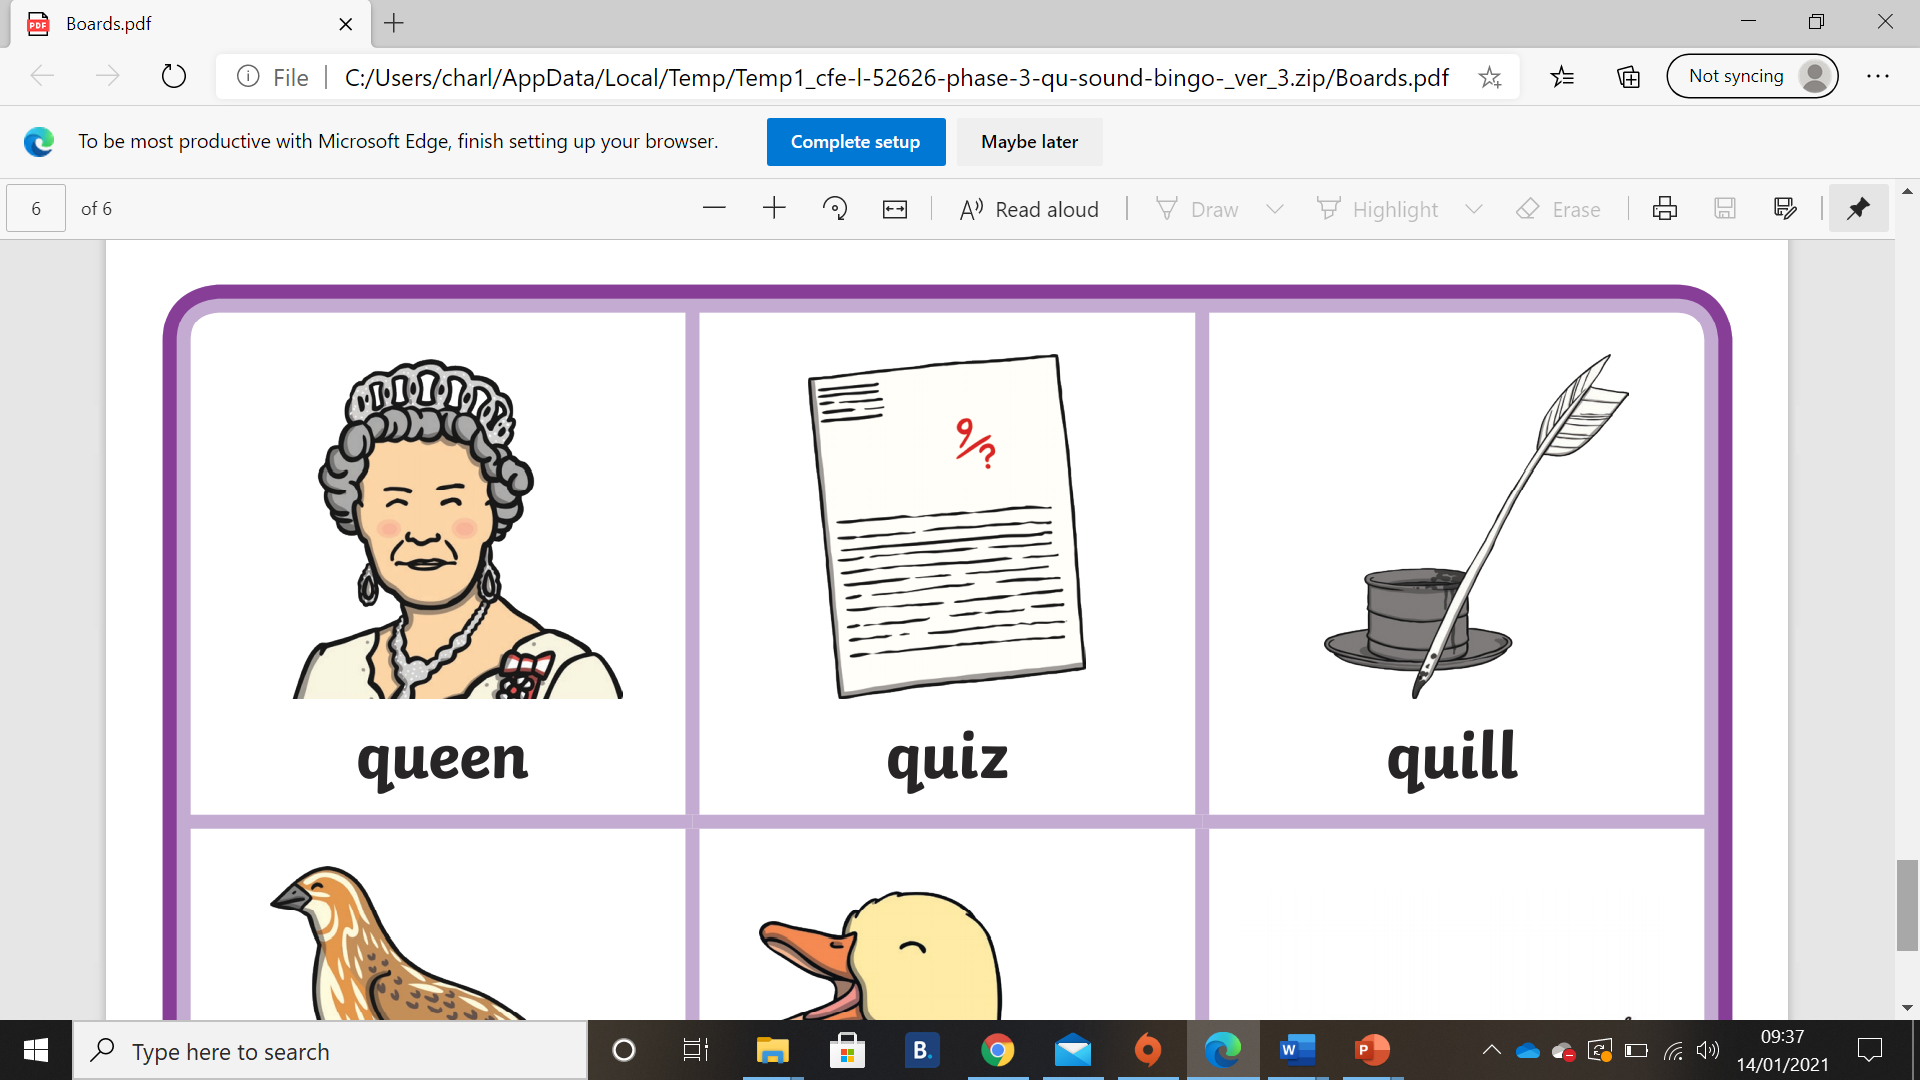 Boards.pdf
File
C:/Users/charl/AppData/Local/Temp/Temp1_cfe-l-52626-phase-3-qu-sound-bingo-_ver_3.zip/Boards.pdf
Not syncing
To be most productive with Microsoft Edge, finish setting up your browser.
Complete setup
Maybe later
6 of 6
Read aloud
Draw
Highlight
Erase
9/?
queen
quiz
quill
Type here to search
B.
W
P
09:37
14/01/2021